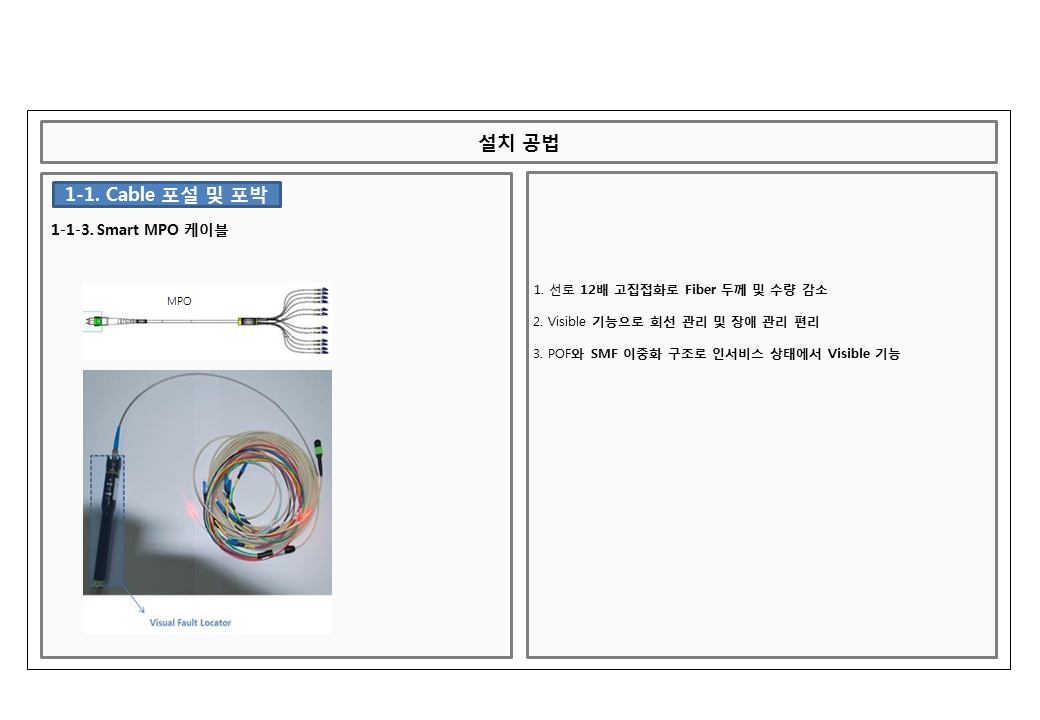 설치 공법
1-1. Cable 포설 및 포박
1-1-3. Smart MPO 케이블
MPO
Visual Fault Locator
1. 선로 12배 고집접화로 Fiber 두께 및 수량 감소
2. Visible 기능으로 회선 관리 및 장애 관리 편리
3. POF와 SMF 이중화 구조로 인서비스 상태에서 Visible 기능